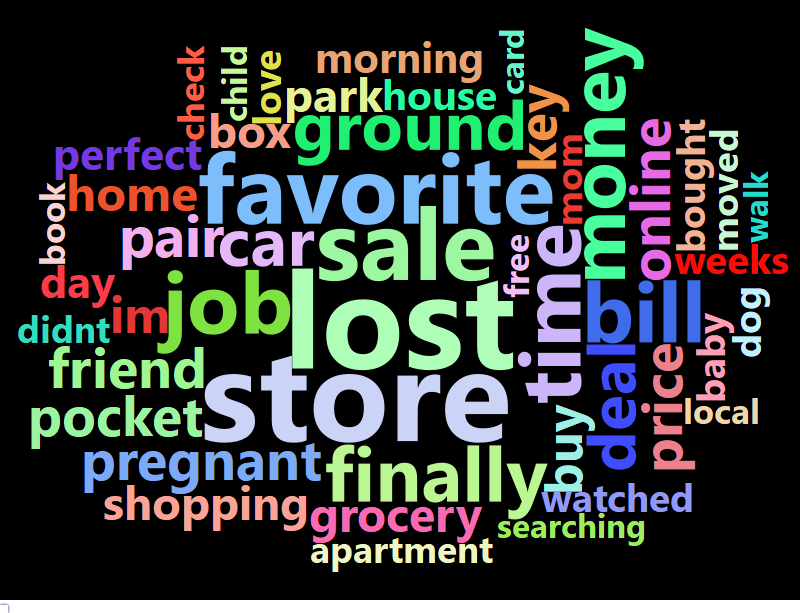 morning
card
child
love
check
park
house
key
money
box
ground
mom
online
bought
moved
walk
perfect
home
favorite
book
pair
car
sale
free
time
weeks
day
im
job
lost
bill
dog
didnt
friend
store
deal
price
baby
pocket
buy
local
pregnant
finally
shopping
grocery
watched
searching
apartment